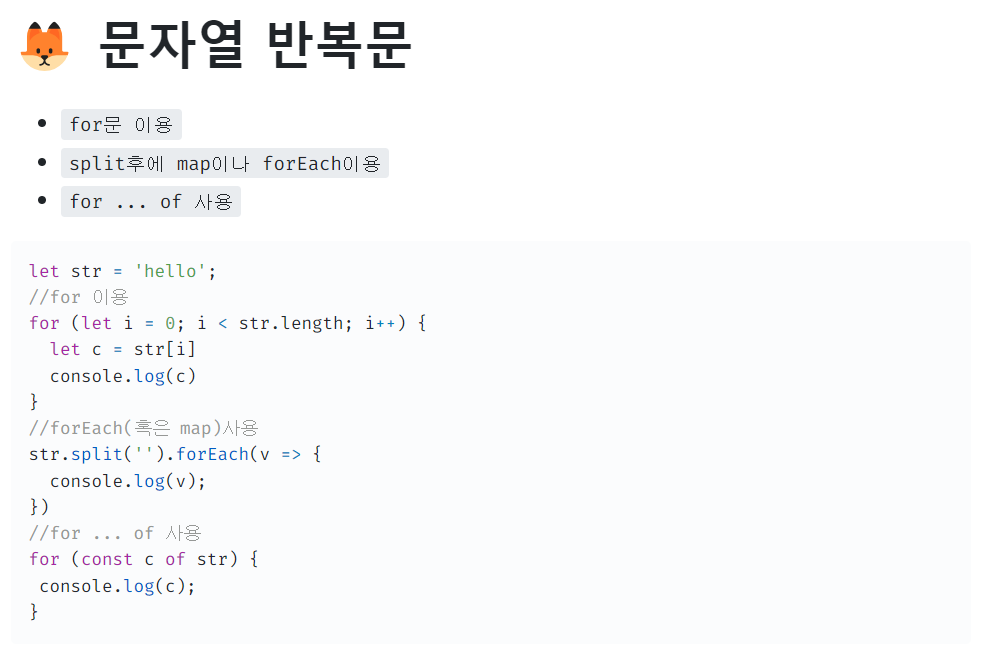 문자열 반복문
for문 이용
split후에 map이나 forEach이용
for ... of 사용
let str = 'hello';
//for 이용
for (let i = 0; i < str.length; i++) {
  let c = str[i]
  console.log(c)
}
//forEach(혹은 map)사용
str.split('').forEach(v => {
  console.log(v);
})
//for ... of 사용
for (const c of str) {
 console.log(c);
}